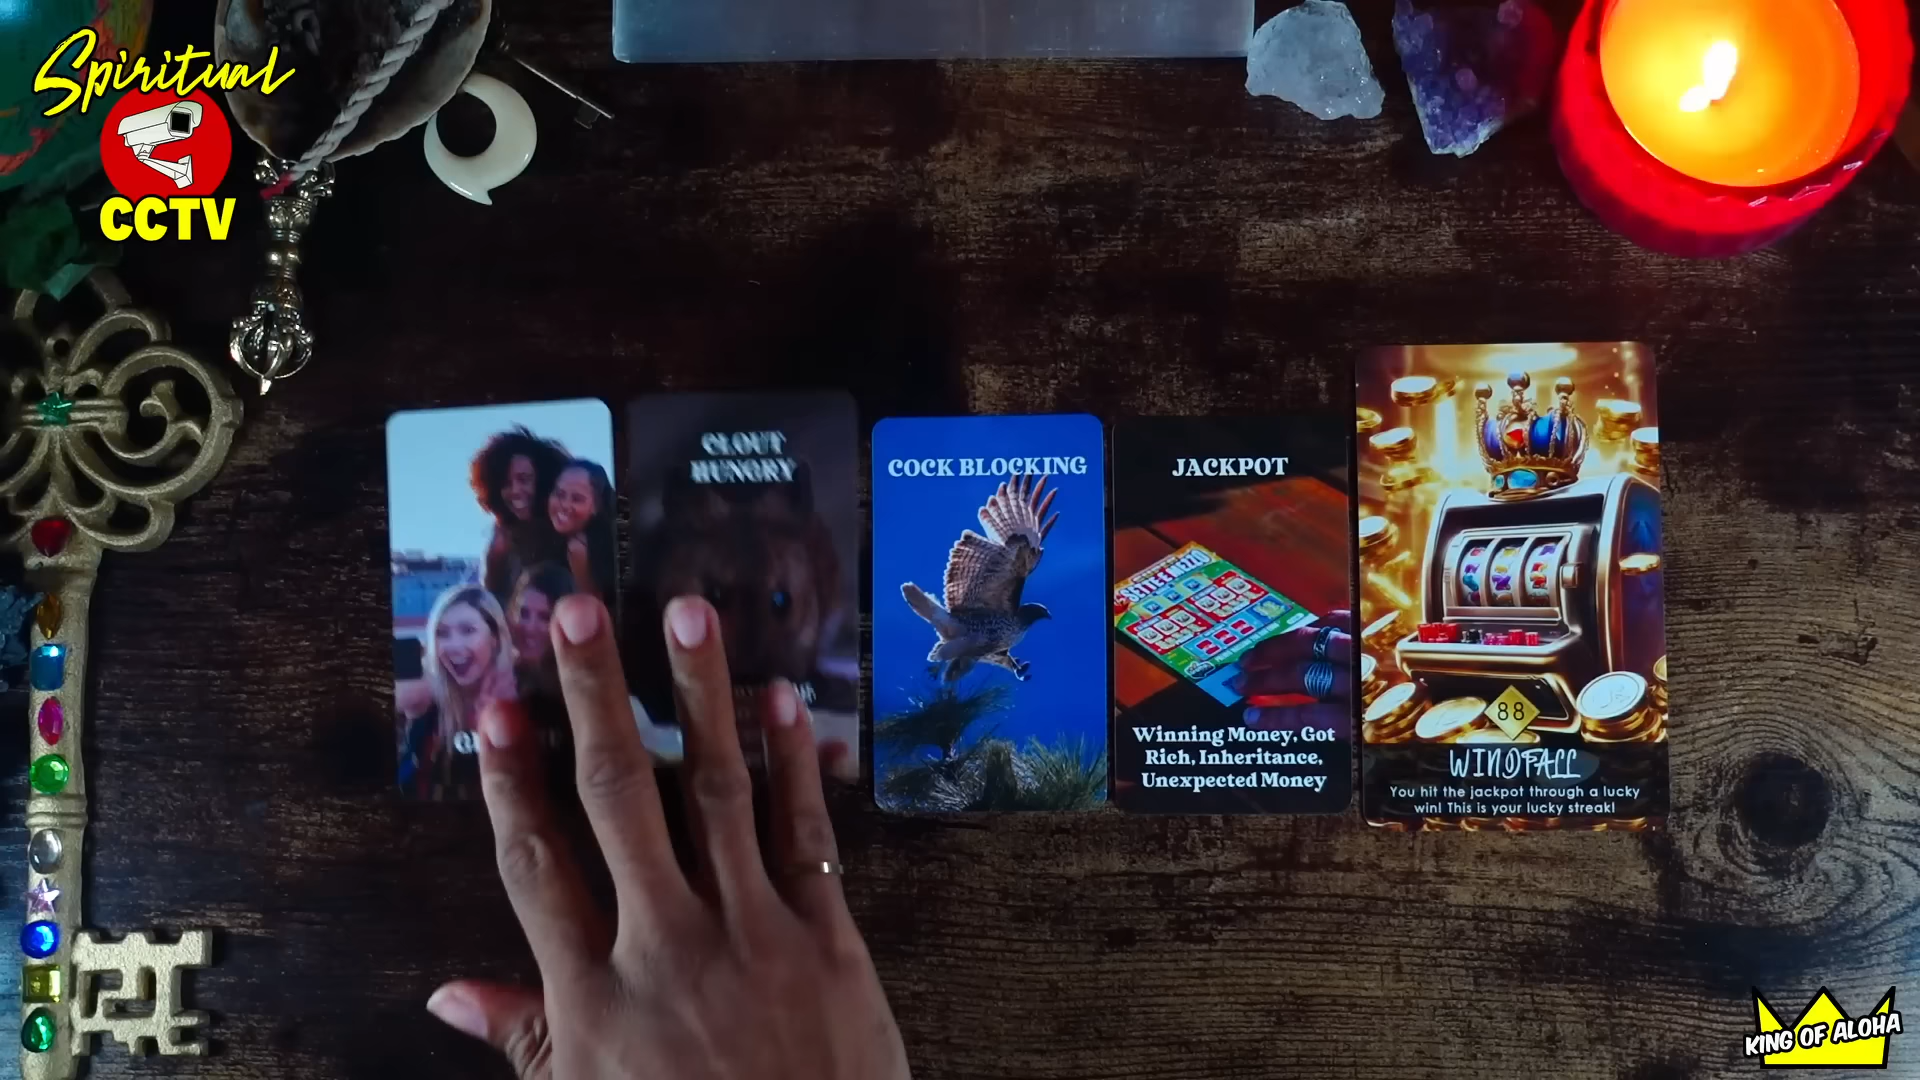 Spiritual
CCTV
CLOUT
HUNGRY
COCK BLOCKING
JACKPOT
Winning Money, Got
Rich, Inheritance,
Unexpected Money
88
WINDFALL
You hit the jackpot through a lucky
win! This is your lucky streak!
KING OF ALOHA